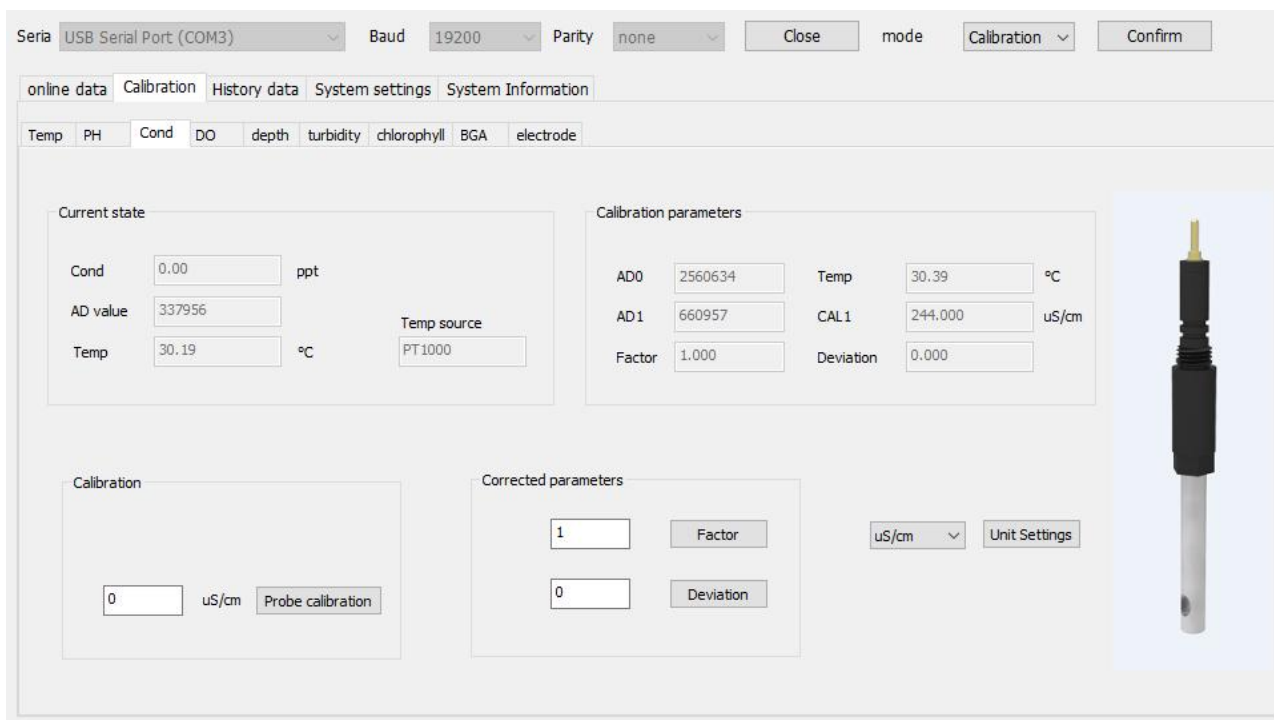 Seria USB Serial Port (COM3) Baud 19200 Parity none Close mode Calibration Confirm
online data Calibration History data System settings System Information
Temp PH Cond DO depth turbidity chlorophyll BGA electrode
Current state
Cond 0.00 ppt
AD value 337956
Temp source
Temp 30.19 °C PT1000
Calibration parameters
AD0 2560634 Temp 30.39 °C
AD1 660957 CAL1 244.000 uS/cm
Factor 1.000 Deviation 0.000
Calibration
0 uS/cm Probe calibration
Corrected parameters
1 Factor
0 Deviation
uS/cm Unit Settings